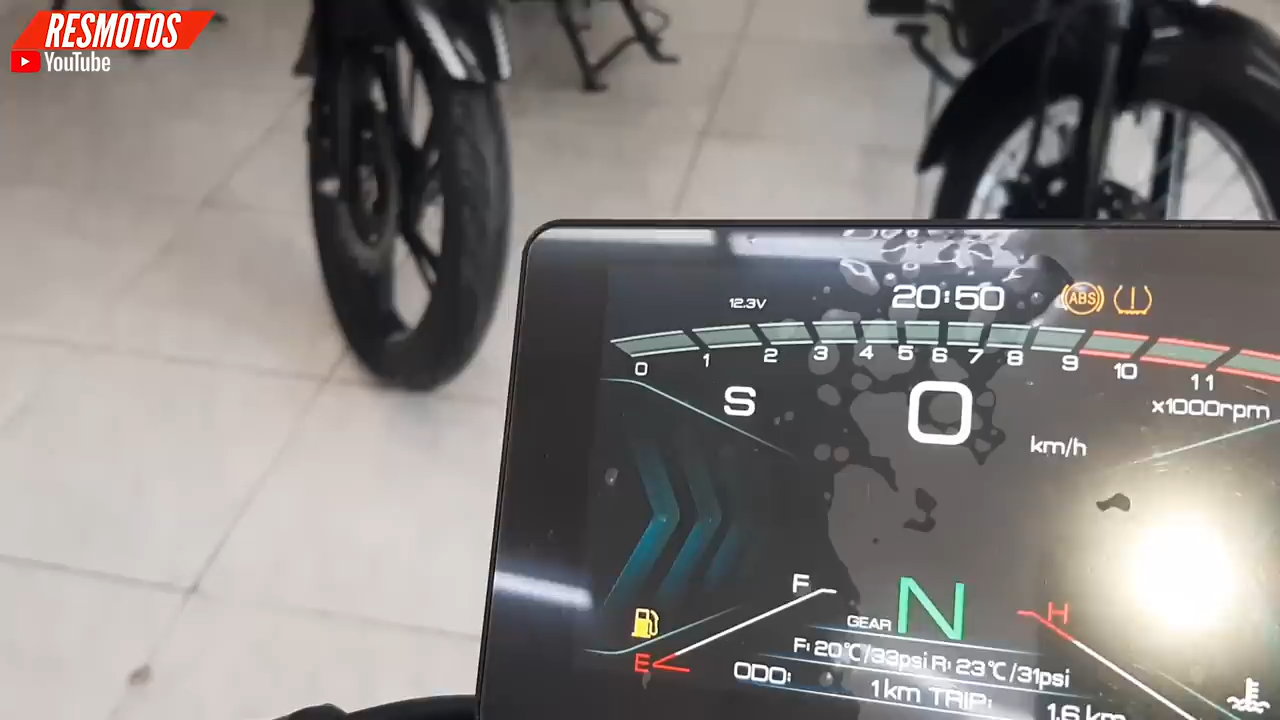 RESMOTOS
YouTube
12.3V
20:50
ABS
0 1 2 3 4 5 6 7 8 9 10 11
x1000rpm
S
0
km/h
F
H
GEAR N
E
F: 20°C/33psi R: 23°C/31psi
ODO: 1km TRIP: 1.6 km